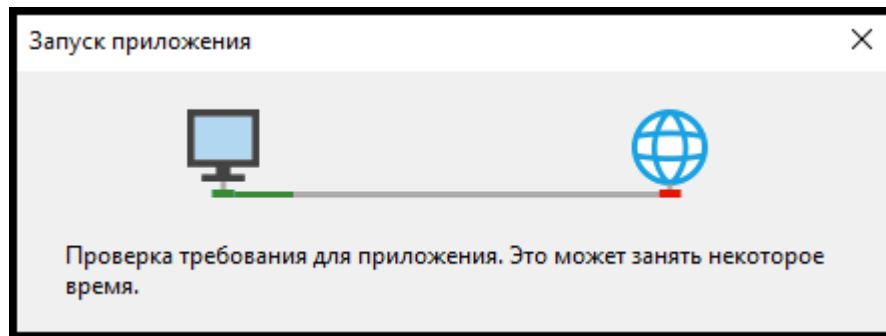 Запуск приложения
Проверка требования для приложения. Это может занять некоторое
время.